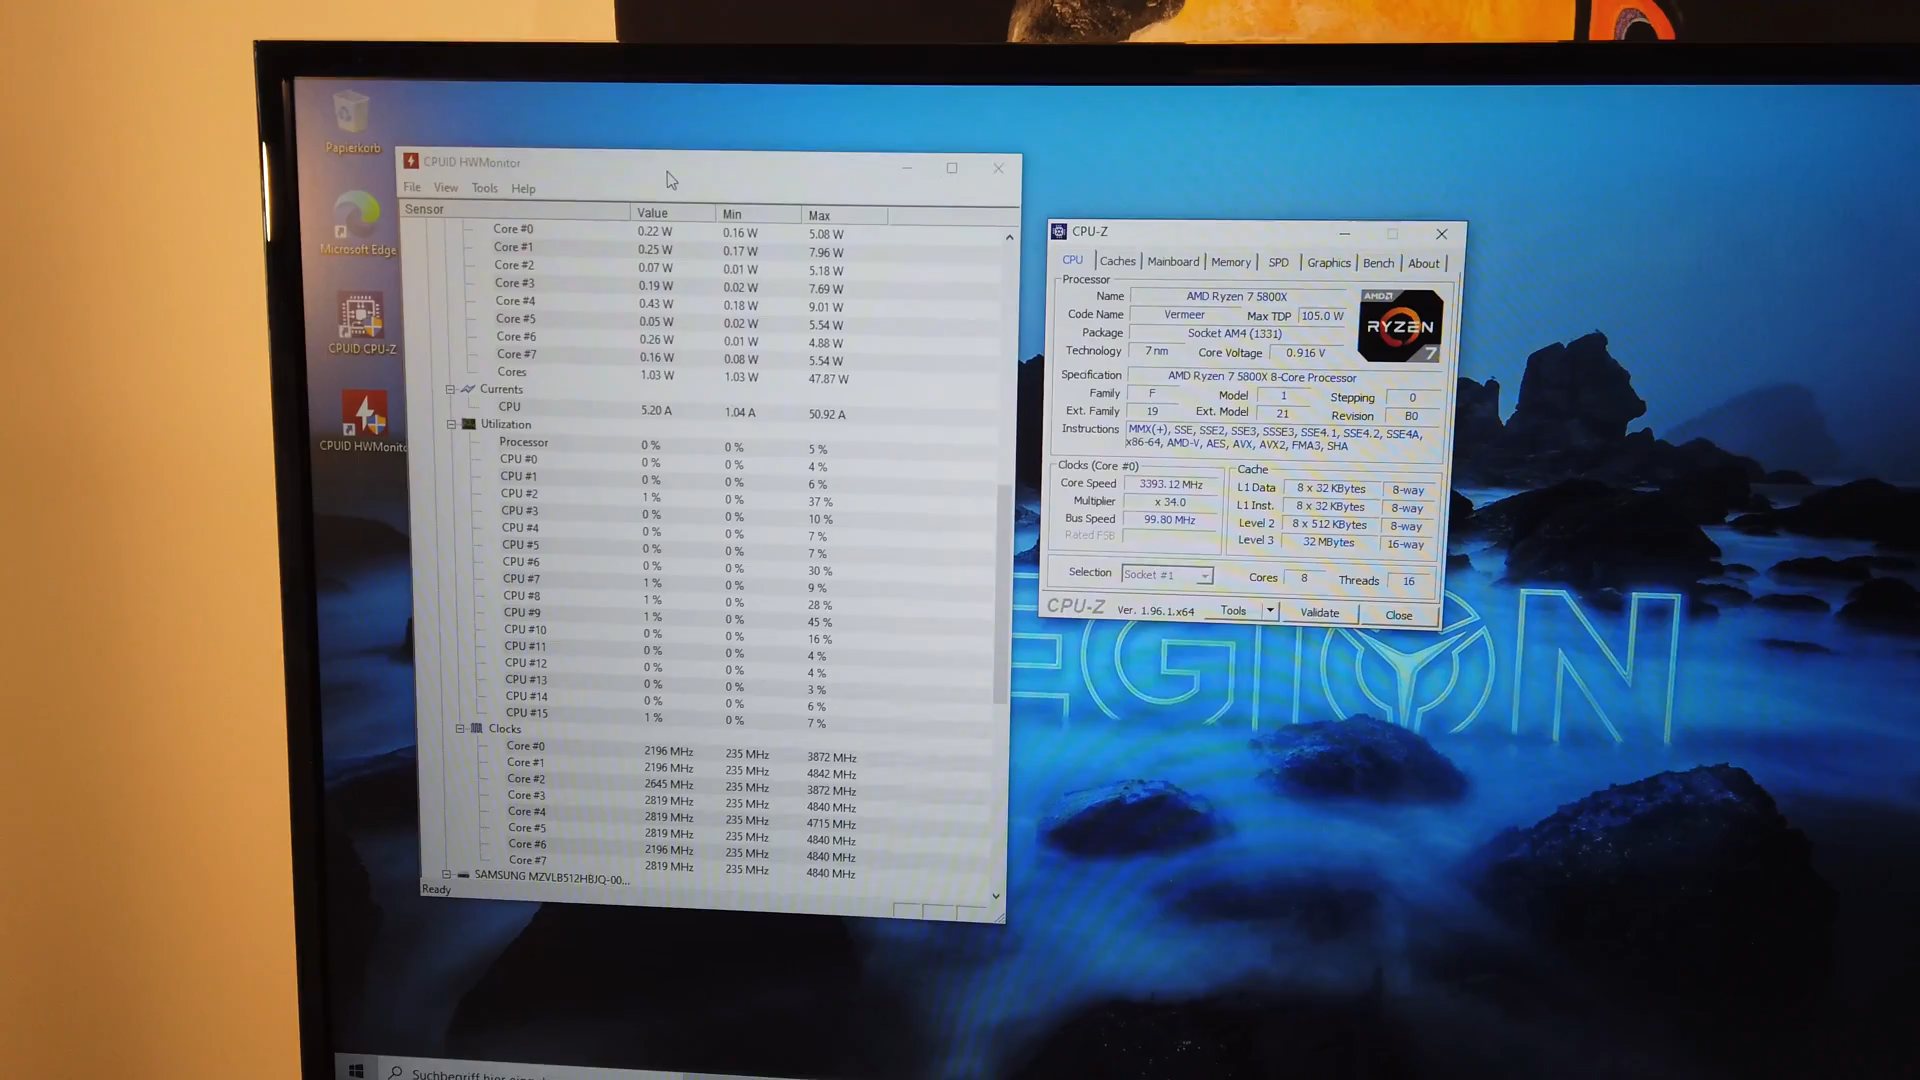 Papierkorb
Microsoft Edge
CPUID CPU-Z
CPUID HWMonito
CPUID HWMonitor
File View Tools Help
Sensor Value Min Max
Core #0 0.22 W 0.16 W 5.08 W
Core #1 0.25 W 0.17 W 7.96 W
Core #2 0.07 W 0.01 W 5.18 W
Core #3 0.19 W 0.02 W 7.69 W
Core #4 0.43 W 0.18 W 9.01 W
Core #5 0.05 W 0.02 W 5.54 W
Core #6 0.26 W 0.01 W 4.88 W
Core #7 0.16 W 0.08 W 5.54 W
Cores 1.03 W 1.03 W 47.87 W
Currents
CPU 5.20 A 1.04 A 50.92 A
Utilization
Processor 0 % 0 % 5 %
CPU #0 0 % 0 % 4 %
CPU #1 0 % 0 % 6 %
CPU #2 1 % 0 % 37 %
CPU #3 0 % 0 % 10 %
CPU #4 0 % 0 % 7 %
CPU #5 0 % 0 % 7 %
CPU #6 0 % 0 % 30 %
CPU #7 1 % 0 % 9 %
CPU #8 1 % 0 % 28 %
CPU #9 1 % 0 % 45 %
CPU #10 0 % 0 % 16 %
CPU #11 0 % 0 % 4 %
CPU #12 0 % 0 % 4 %
CPU #13 0 % 0 % 3 %
CPU #14 0 % 0 % 6 %
CPU #15 1 % 0 % 7 %
Clocks
Core #0 2196 MHz 235 MHz 3872 MHz
Core #1 2196 MHz 235 MHz 4842 MHz
Core #2 2645 MHz 235 MHz 3872 MHz
Core #3 2819 MHz 235 MHz 4840 MHz
Core #4 2819 MHz 235 MHz 4715 MHz
Core #5 2819 MHz 235 MHz 4840 MHz
Core #6 2196 MHz 235 MHz 4840 MHz
Core #7 2819 MHz 235 MHz 4840 MHz
SAMSUNG MZVLB512HBJQ-00...
Ready
CPU-Z
CPU Caches Mainboard Memory SPD Graphics Bench About
Processor
Name AMD Ryzen 7 5800X
Code Name Vermeer Max TDP 105.0 W
Package Socket AM4 (1331)
Technology 7 nm Core Voltage 0.916 V
AMD
RYZEN
7
Specification AMD Ryzen 7 5800X 8-Core Processor
Family F Model 1 Stepping 0
Ext. Family 19 Ext. Model 21 Revision B0
Instructions MMX(+), SSE, SSE2, SSE3, SSSE3, SSE4.1, SSE4.2, SSE4A,
x86-64, AMD-V, AES, AVX, AVX2, FMA3, SHA
Clocks (Core #0)
Core Speed 3393.12 MHz
Multiplier x 34.0
Bus Speed 99.80 MHz
Rated FSB
Cache
L1 Data 8 x 32 KBytes 8-way
L1 Inst. 8 x 32 KBytes 8-way
Level 2 8 x 512 KBytes 8-way
Level 3 32 MBytes 16-way
Selection Socket #1 Cores 8 Threads 16
CPU-Z Ver. 1.96.1.x64 Tools Validate Close
EGION
Suchbegriff hier